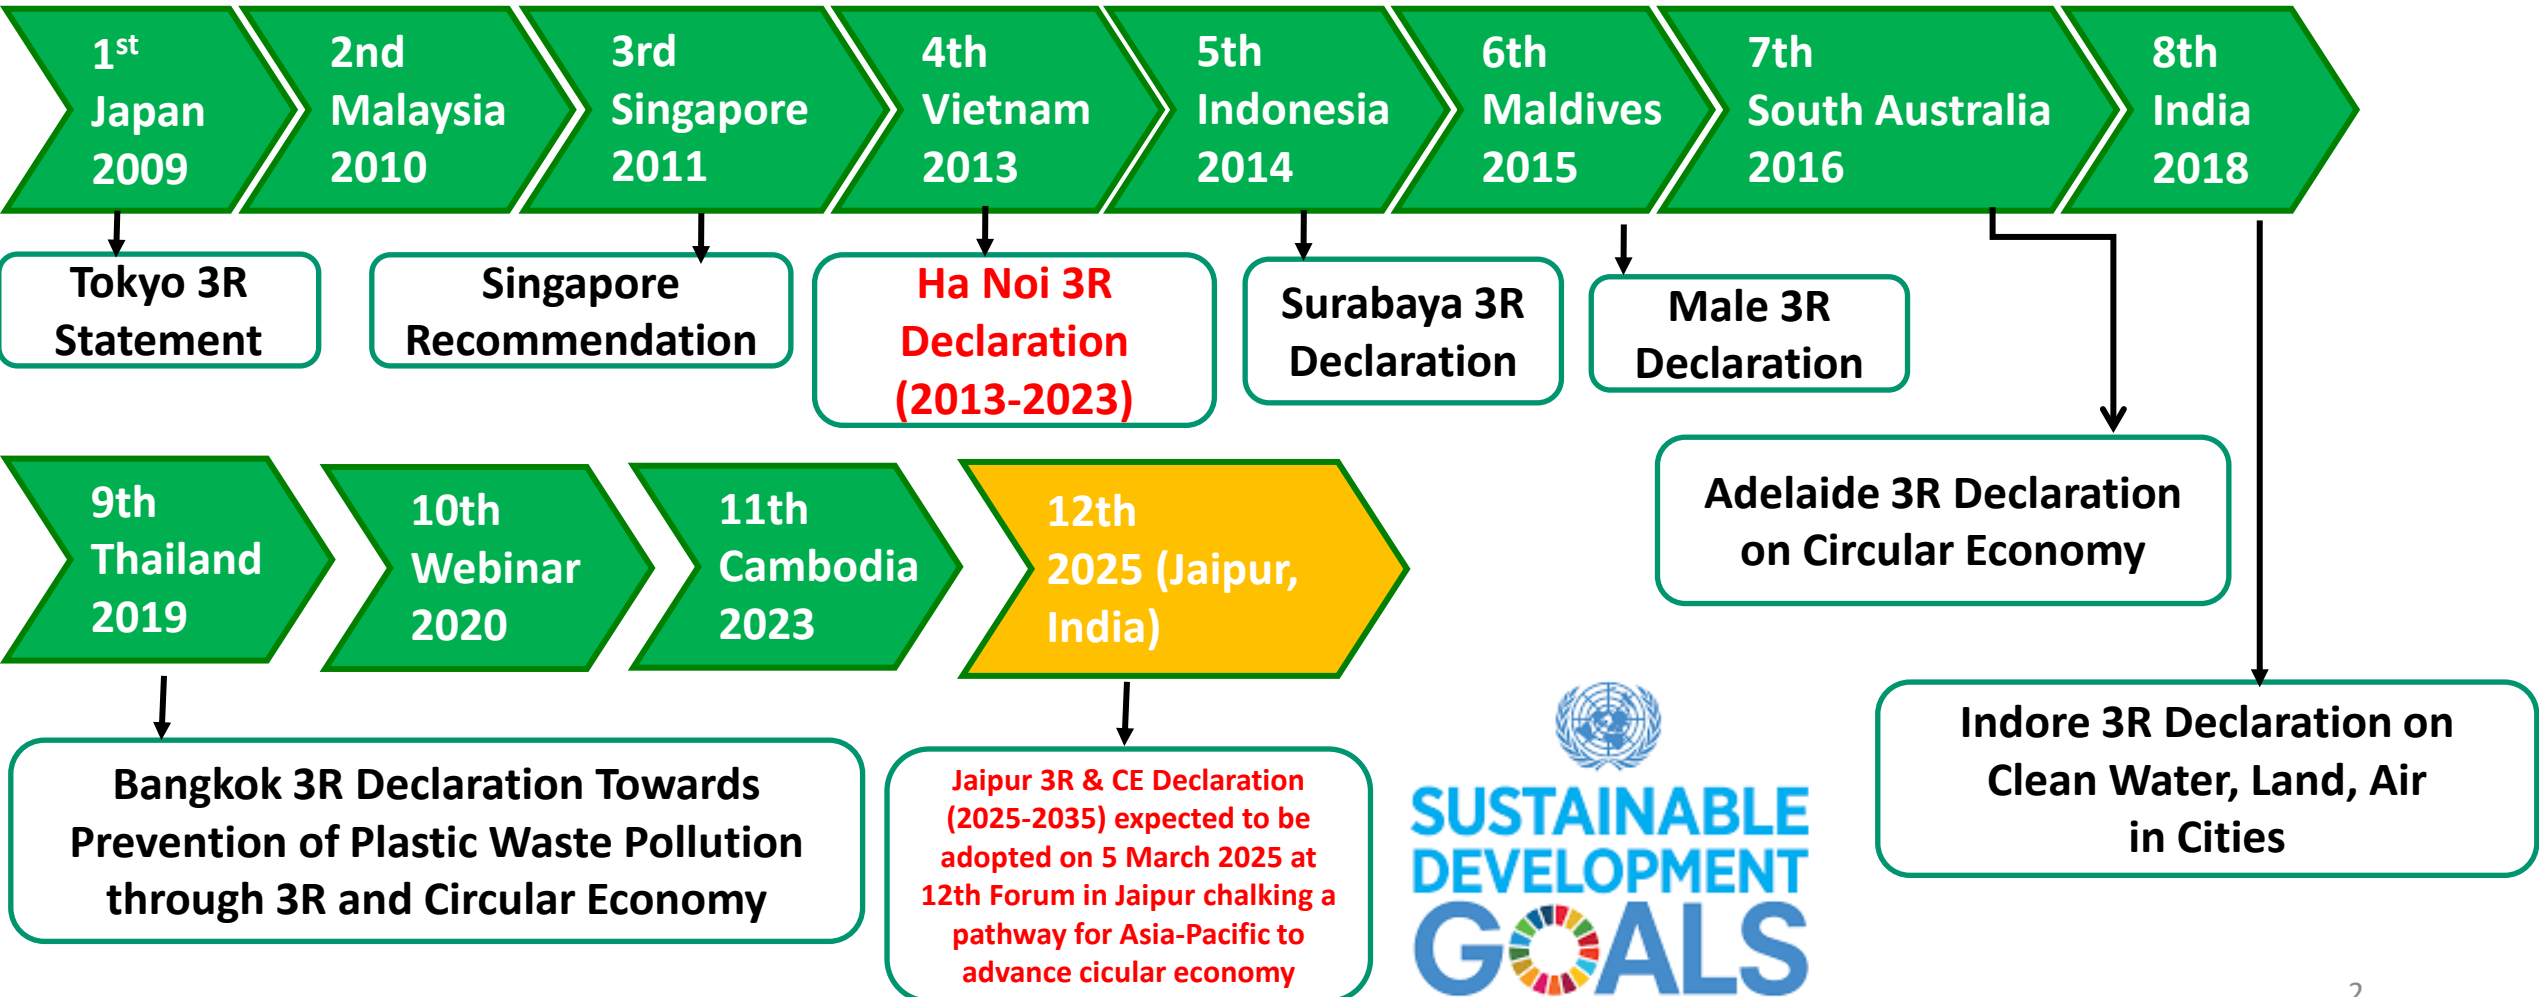 1st
Japan
2009
2nd
Malaysia
2010
3rd
Singapore
2011
4th
Vietnam
2013
5th
Indonesia
2014
6th
Maldives
2015
7th
South Australia
2016
8th
India
2018
Tokyo 3R
Statement
Singapore
Recommendation
Ha Noi 3R
Declaration
(2013-2023)
Surabaya 3R
Declaration
Male 3R
Declaration
Adelaide 3R Declaration
on Circular Economy
Indore 3R Declaration on
Clean Water, Land, Air
in Cities
9th
Thailand
2019
10th
Webinar
2020
11th
Cambodia
2023
12th
2025 (Jaipur,
India)
Bangkok 3R Declaration Towards
Prevention of Plastic Waste Pollution
through 3R and Circular Economy
Jaipur 3R & CE Declaration
(2025-2035) expected to be
adopted on 5 March 2025 at
12th Forum in Jaipur chalking a
pathway for Asia-Pacific to
advance cicular economy
SUSTAINABLE
DEVELOPMENT
GOALS
2